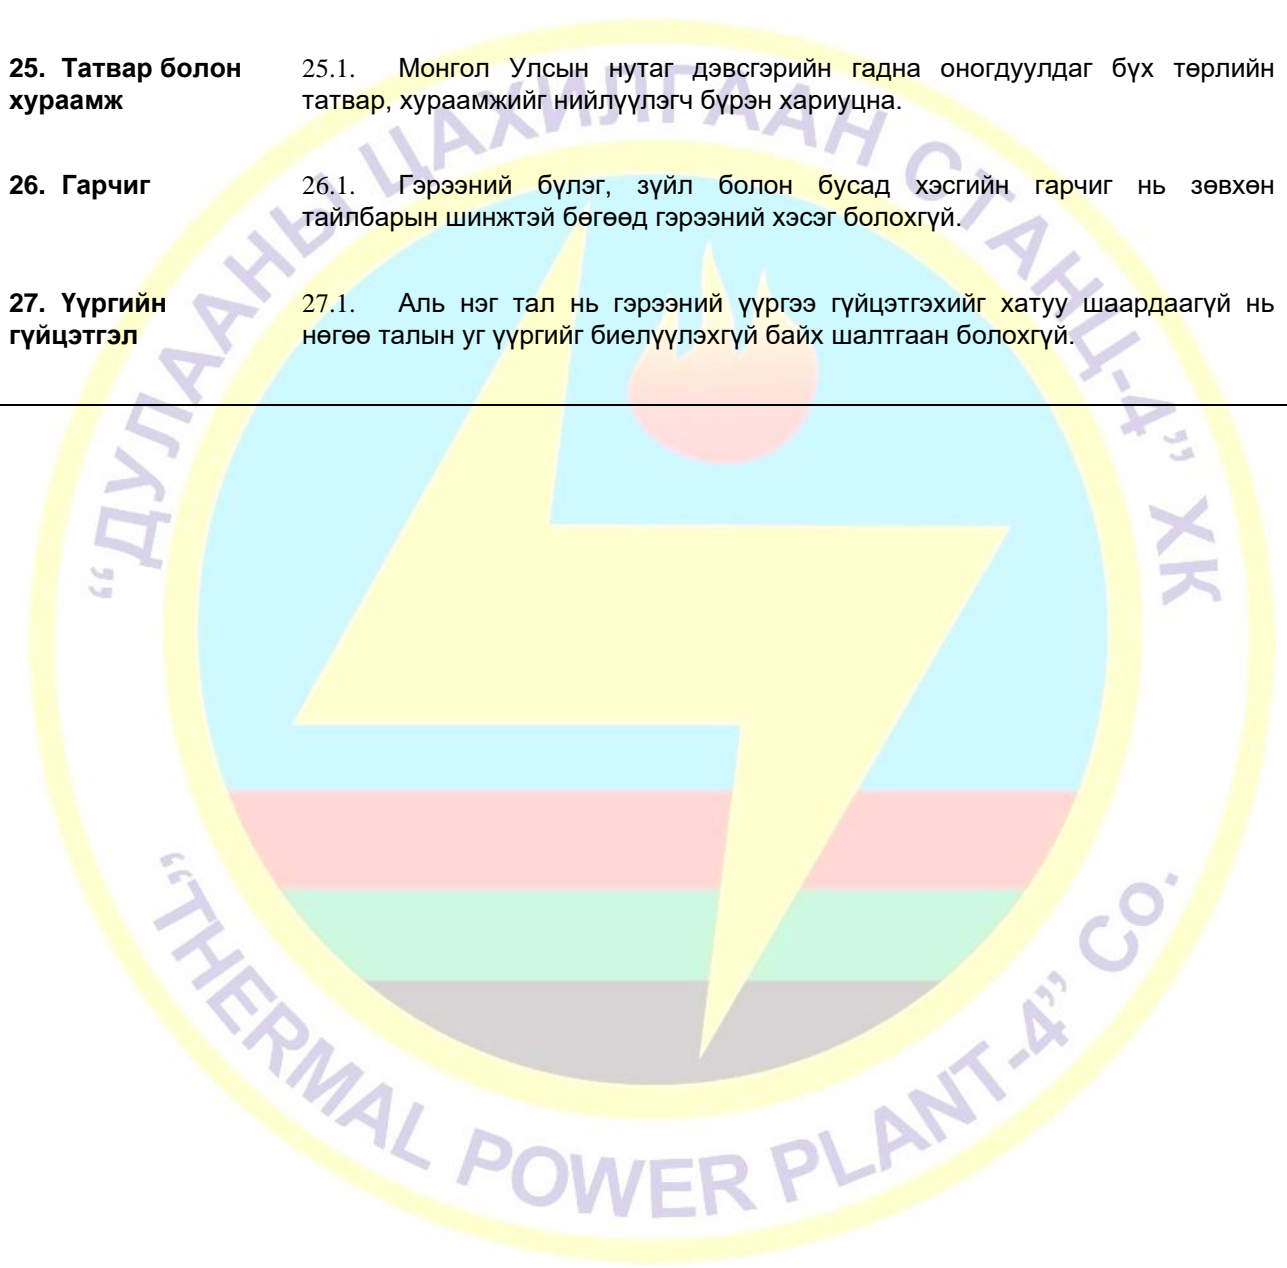 25. Татвар болон
хураамж
25.1. Монгол Улсын нутаг дэвсгэрийн гадна оногдуулдаг бүх төрлийн
татвар, хураамжийг нийлүүлэгч бүрэн хариуцна.
26. Гарчиг
26.1. Гэрээний бүлэг, зүйл болон бусад хэсгийн гарчиг нь зөвхөн
тайлбарын шинжтэй бөгөөд гэрээний хэсэг болохгүй.
27. Үүргийн
гүйцэтгэл
27.1. Аль нэг тал нь гэрээний үүргээ гүйцэтгэхийг хатуу шаардаагүй нь
нөгөө талын уг үүргийг биелүүлэхгүй байх шалтгаан болохгүй.
“ДУЛААНЫ ЦАХИЛГААН СТАНЦ-4” ХК
“THERMAL POWER PLANT-4” Co.